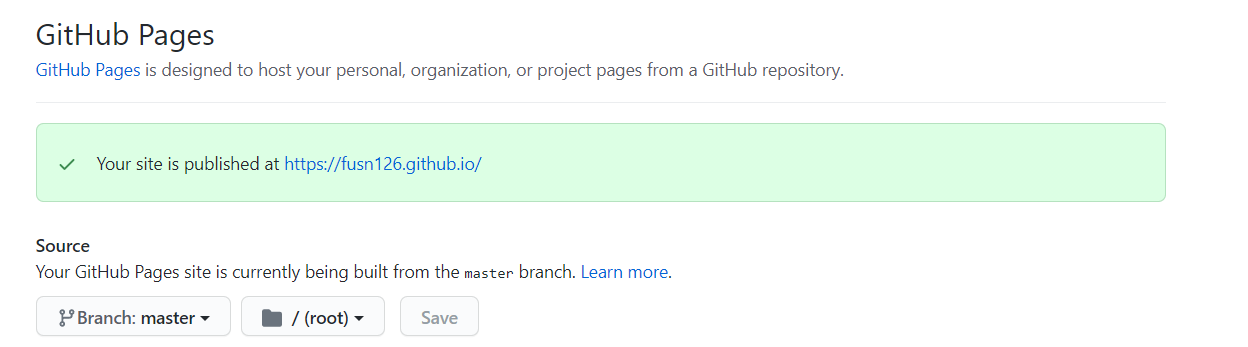 GitHub Pages
GitHub Pages is designed to host your personal, organization, or project pages from a GitHub repository.
Your site is published at https://fusn126.github.io/
Source
Your GitHub Pages site is currently being built from the master branch. Learn more.
Branch: master / (root) Save